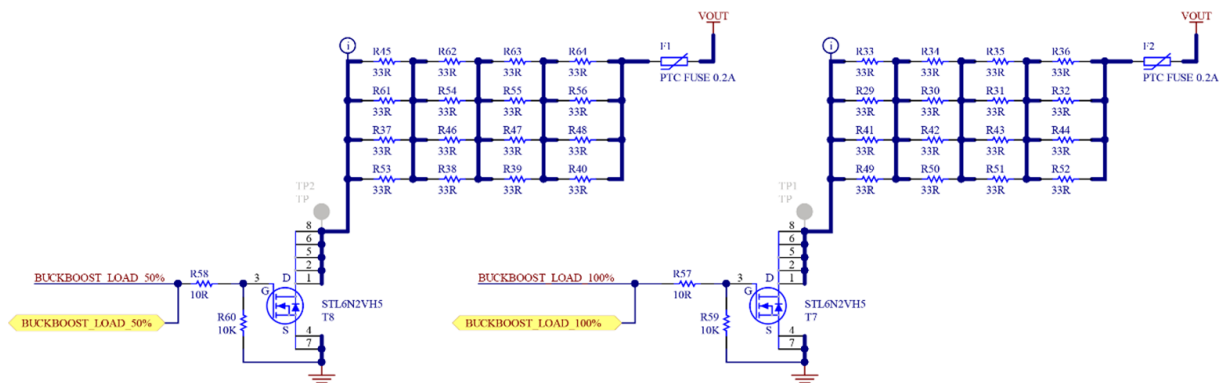 VOUT
i
R45
R62
R63
R64
F1
33R
33R
33R
33R
PTC FUSE 0.2A
R61
R54
R55
R56
33R
33R
33R
33R
R37
R46
R47
R48
33R
33R
33R
33R
R53
R38
R39
R40
33R
33R
33R
33R
TP2
TP
8
6
5
2
1
BUCKBOOST_LOAD_50%
R58
10R
3
D
G
S
STL6N2VH5
T8
BUCKBOOST_LOAD_50%
R60
10K
4
7
VOUT
i
R33
R34
R35
R36
F2
33R
33R
33R
33R
PTC FUSE 0.2A
R29
R30
R31
R32
33R
33R
33R
33R
R41
R42
R43
R44
33R
33R
33R
33R
R49
R50
R51
R52
33R
33R
33R
33R
TP1
TP
8
6
5
2
1
BUCKBOOST_LOAD_100%
R57
10R
3
D
G
S
STL6N2VH5
T7
BUCKBOOST_LOAD_100%
R59
10K
4
7